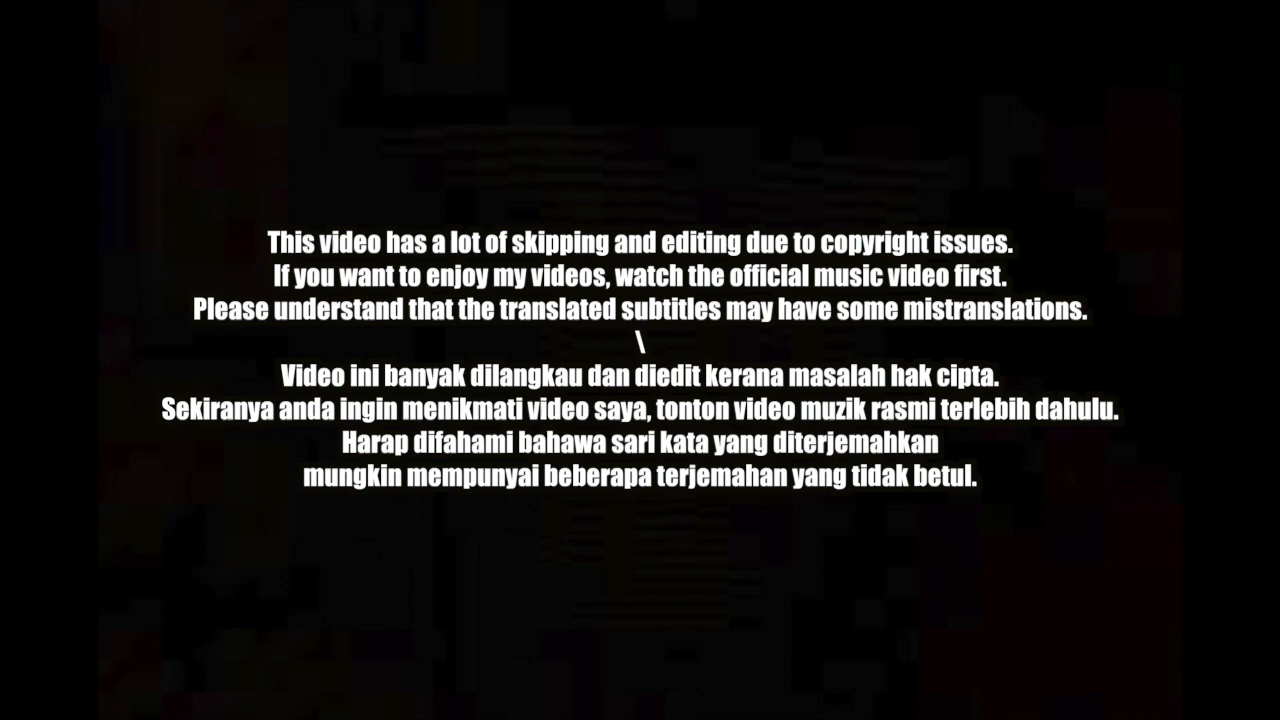 This video has a lot of skipping and editing due to copyright issues.
If you want to enjoy my videos, watch the official music video first.
Please understand that the translated subtitles may have some mistranslations.
\
Video ini banyak dilangkau dan diedit kerana masalah hak cipta.
Sekiranya anda ingin menikmati video saya, tonton video muzik rasmi terlebih dahulu.
Harap difahami bahawa sari kata yang diterjemahkan
mungkin mempunyai beberapa terjemahan yang tidak betul.